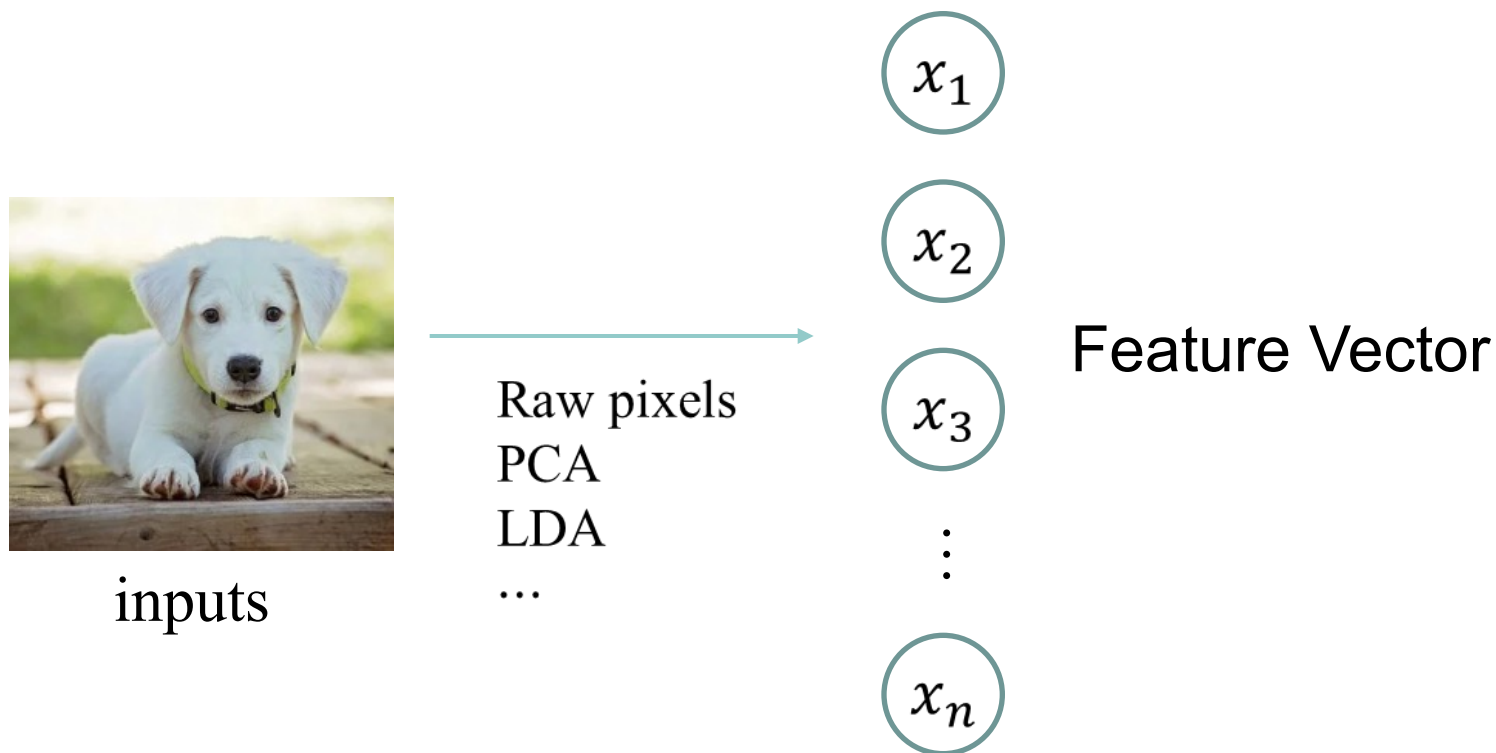 x₁
x₂
x₃
⋮
xₙ
Feature Vector
Raw pixels
PCA
LDA
...
inputs